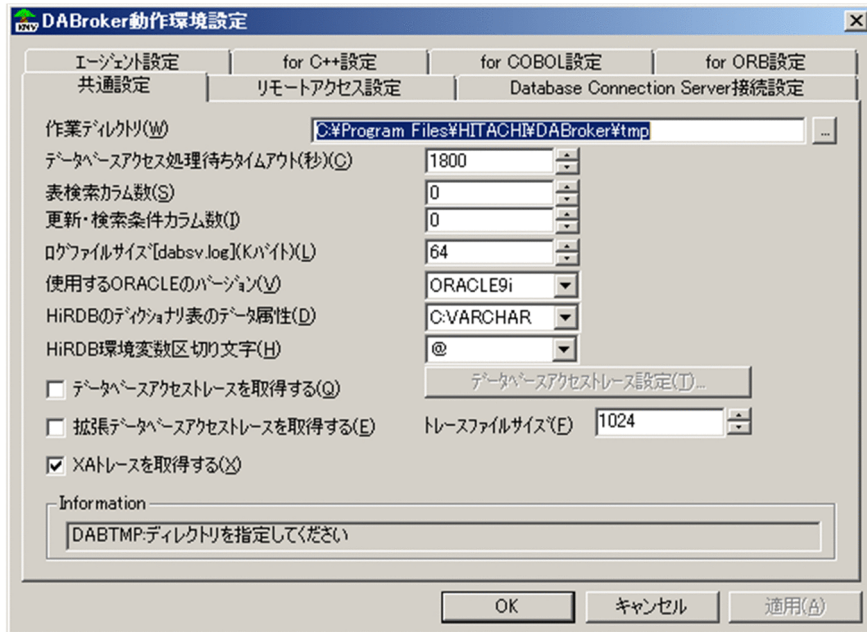 DABroker動作環境設定
エージェント設定 for C++設定 for COBOL設定 for ORB設定
共通設定 リモートアクセス設定 Database Connection Server接続設定
作業ディレクトリ(W) C:¥Program Files¥HITACHI¥DABroker¥tmp ...
データベースアクセス処理待ちタイムアウト(秒)(C) 1800
表検索カラム数(S) 0
更新・検索条件カラム数(I) 0
ログファイルサイズ[dabsv.log](Kバイト)(L) 64
使用するORACLEのバージョン(V) ORACLE9i
HiRDBのディクショナリ表のデータ属性(D) C:VARCHAR
HiRDB環境変数区切り文字(H) @
データベースアクセストレースを取得する(Q) データベースアクセストレース設定(T)...
拡張データベースアクセストレースを取得する(E) トレースファイルサイズ(F) 1024
XAトレースを取得する(X)
Information
DABTMP:ディレクトリを指定してください
OK キャンセル 適用(A)